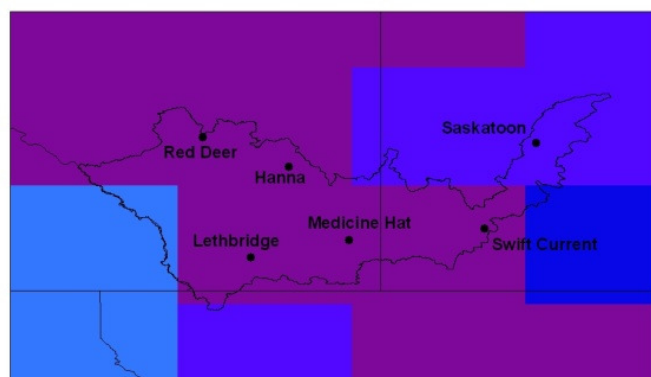 Saskatoon
Red Deer
Hanna
Medicine Hat
Lethbridge
Swift Current